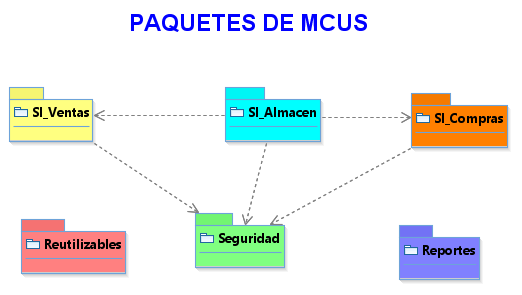 PAQUETES DE MCUS
SI_Ventas
SI_Almacen
SI_Compras
Reutilizables
Seguridad
Reportes